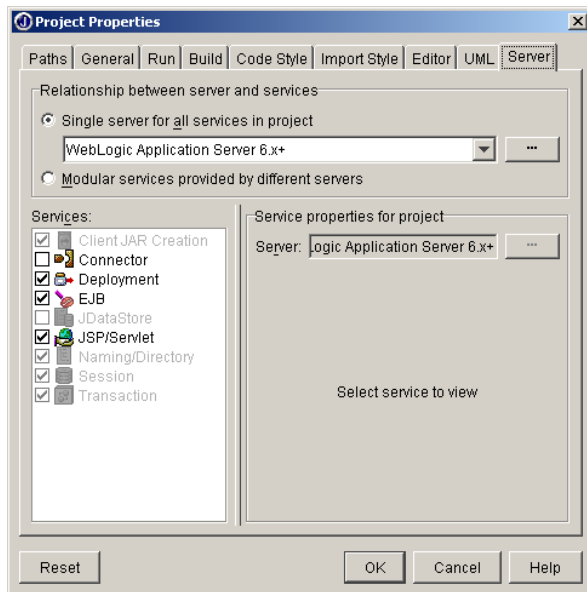 Project Properties
Paths General Run Build Code Style Import Style Editor UML Server
Relationship between server and services
Single server for all services in project
WebLogic Application Server 6.x+
...
Modular services provided by different servers
Services:
Client JAR Creation
Connector
Deployment
EJB
JDataStore
JSP/Servlet
Naming/Directory
Session
Transaction
Service properties for project
Server: Logic Application Server 6.x+ ...
Select service to view
Reset OK Cancel Help